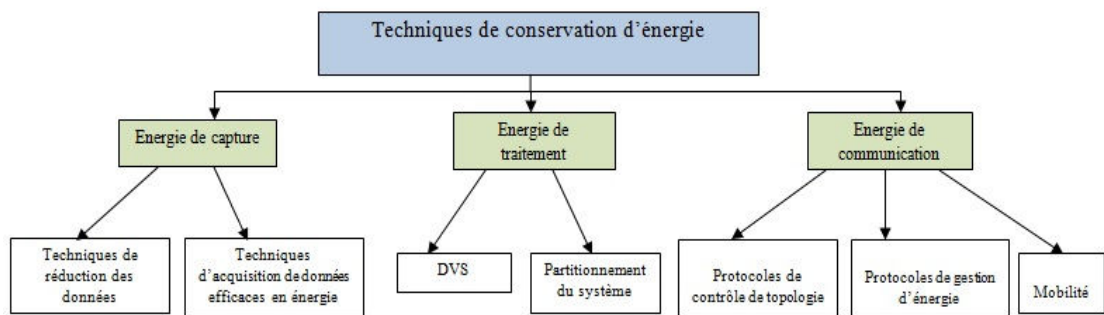 Techniques de conservation d'énergie
Energie de capture
Energie de
traitement
Energie de
communication
Techniques de
réduction des
données
Techniques
d'acquisition de données
efficaces en énergie
DVS
Partitionnement
du système
Protocoles de
contrôle de topologie
Protocoles de gestion
d'énergie
Mobilité